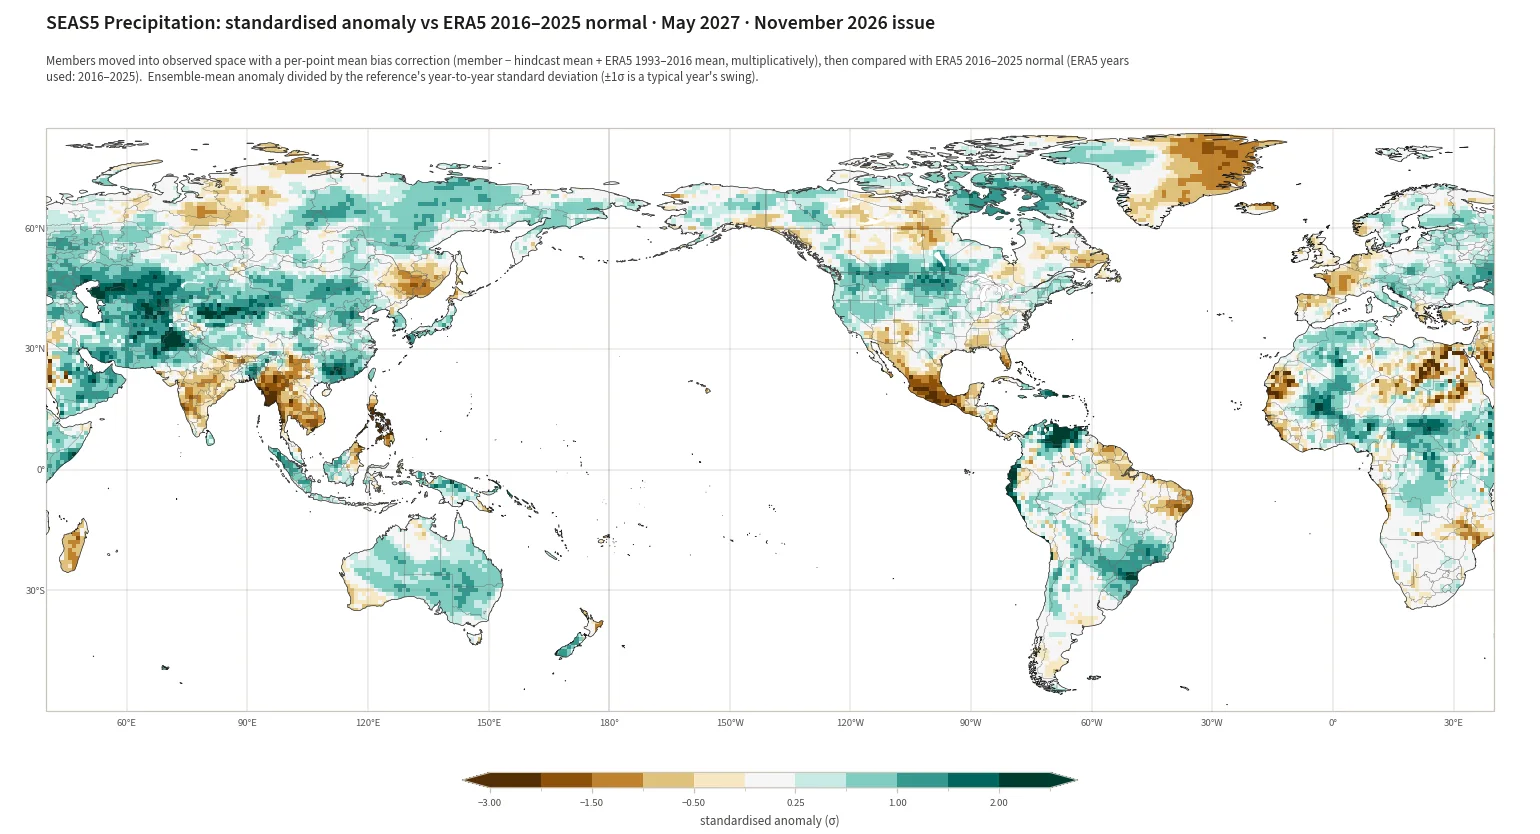 SEAS5 Precipitation: standardised anomaly vs ERA5 2016–2025 normal · May 2027 · November 2026 issue
Members moved into observed space with a per-point mean bias correction (member − hindcast mean + ERA5 1993–2016 mean, multiplicatively), then compared with ERA5 2016–2025 normal (ERA5 years
used: 2016–2025).  Ensemble-mean anomaly divided by the reference's year-to-year standard deviation (±1σ is a typical year's swing).
60°N
30°N
0°
30°S
60°E 90°E 120°E 150°E 180° 150°W 120°W 90°W 60°W 30°W 0° 30°E
−3.00 −1.50 −0.50 0.25 1.00 2.00
standardised anomaly (σ)